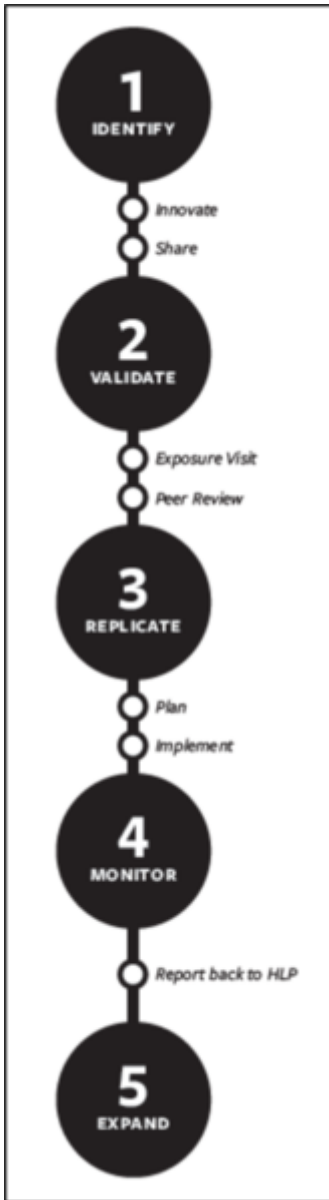 1
IDENTIFY
Innovate
Share
2
VALIDATE
Exposure Visit
Peer Review
3
REPLICATE
Plan
Implement
4
MONITOR
Report back to HLP
5
EXPAND